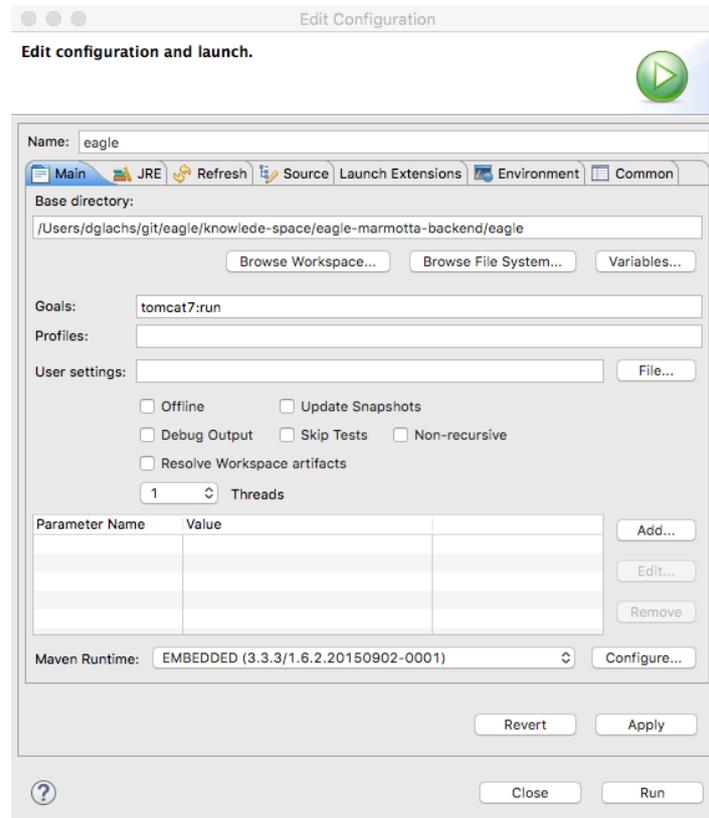 Edit Configuration
Edit configuration and launch.
Name: eagle
Main JRE Refresh Source Launch Extensions Environment Common
Base directory:
/Users/dglachs/git/eagle/knowlede-space/eagle-marmotta-backend/eagle
Browse Workspace... Browse File System... Variables...
Goals: tomcat7:run
Profiles:
User settings: File...
Offline Update Snapshots
Debug Output Skip Tests Non-recursive
Resolve Workspace artifacts
1 Threads
Parameter Name Value
Add...
Edit...
Remove
Maven Runtime: EMBEDDED (3.3.3/1.6.2.20150902-0001) Configure...
Revert Apply
? Close Run